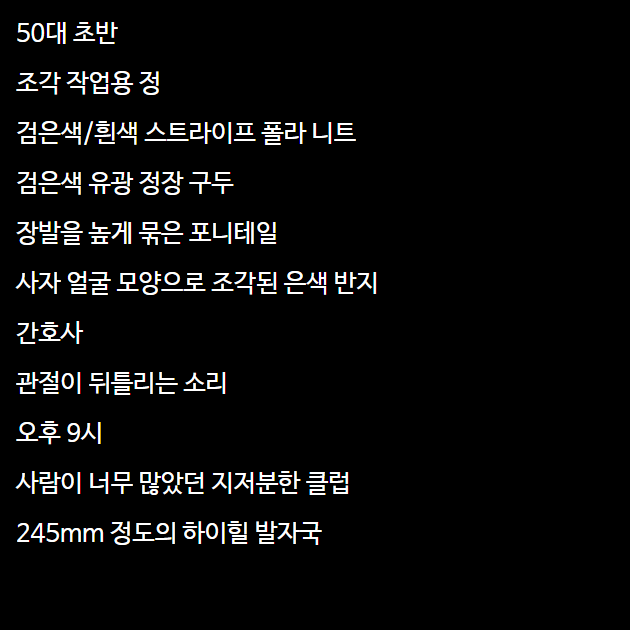 50대 초반
조각 작업용 정
검은색/흰색 스트라이프 폴라 니트
검은색 유광 정장 구두
장발을 높게 묶은 포니테일
사자 얼굴 모양으로 조각된 은색 반지
간호사
관절이 뒤틀리는 소리
오후 9시
사람이 너무 많았던 지저분한 클럽
245mm 정도의 하이힐 발자국